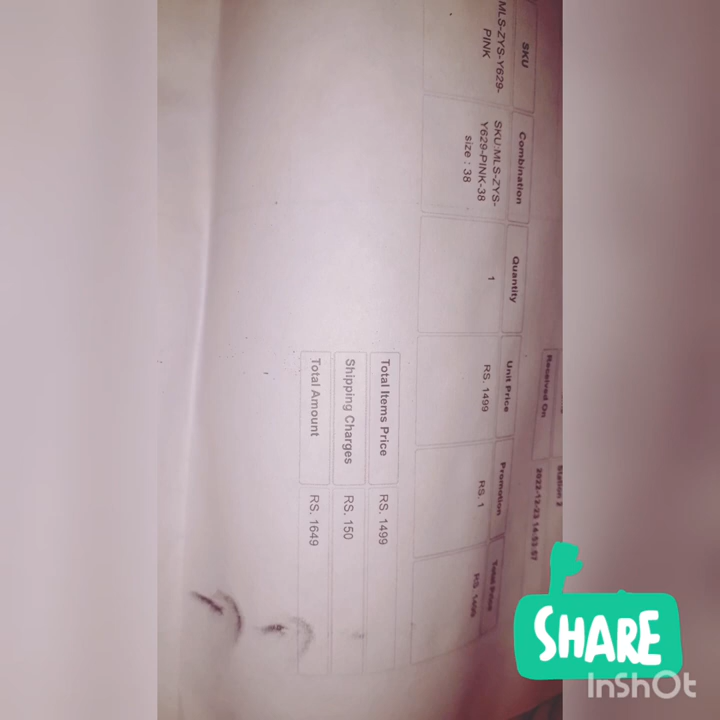 Station 2
Received On 2022-12-23 14:53:57
SKU Combination Quantity Unit Price Promotion Total Price
MLS-ZYS-Y629- SKU:MLS-ZYS- 1 RS. 1499 RS. 1 RS. 1499
PINK Y629-PINK-38
size : 38
Total Items Price RS. 1499
Shipping Charges RS. 150
Total Amount RS. 1649
SHARE
InShOt